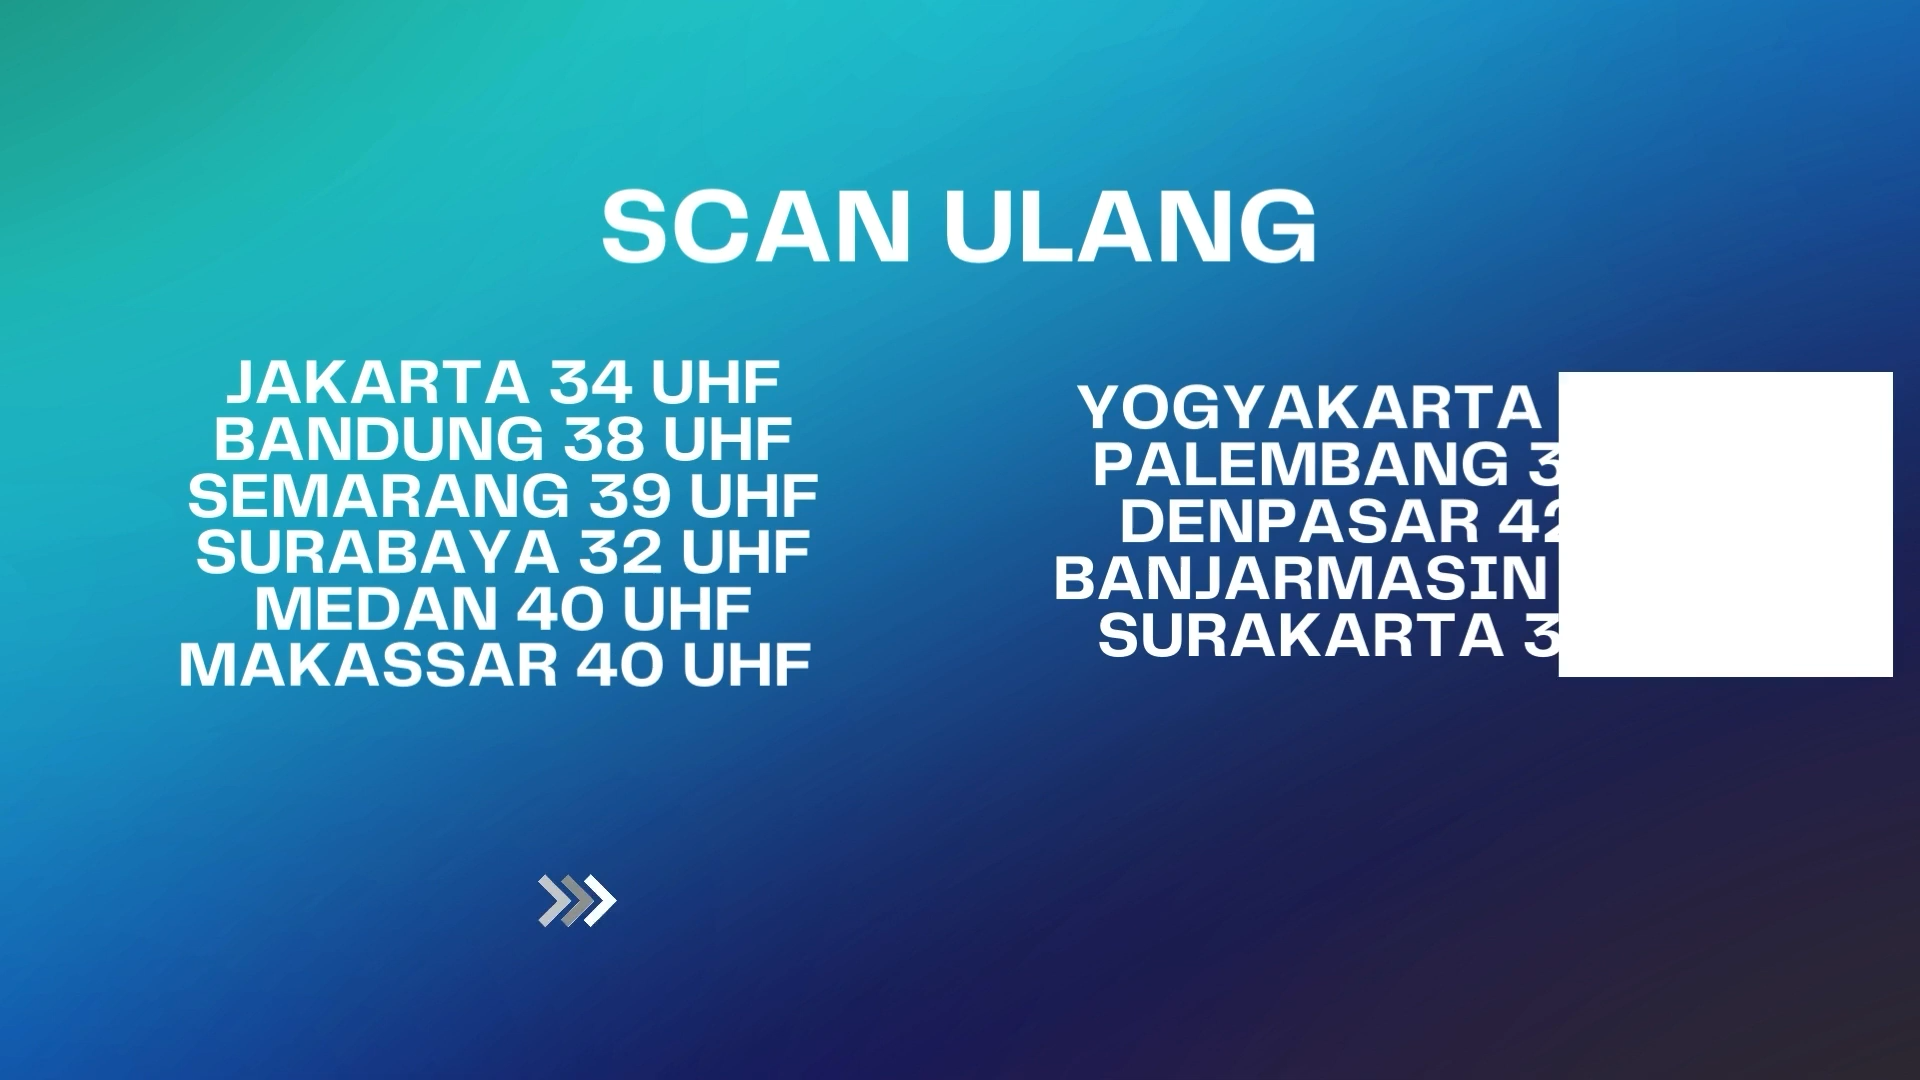 SCAN ULANG
JAKARTA 34 UHF
BANDUNG 38 UHF
SEMARANG 39 UHF
SURABAYA 32 UHF
MEDAN 40 UHF
MAKASSAR 40 UHF
YOGYAKARTA
PALEMBANG
DENPASAR
BANJARMASIN
SURAKARTA